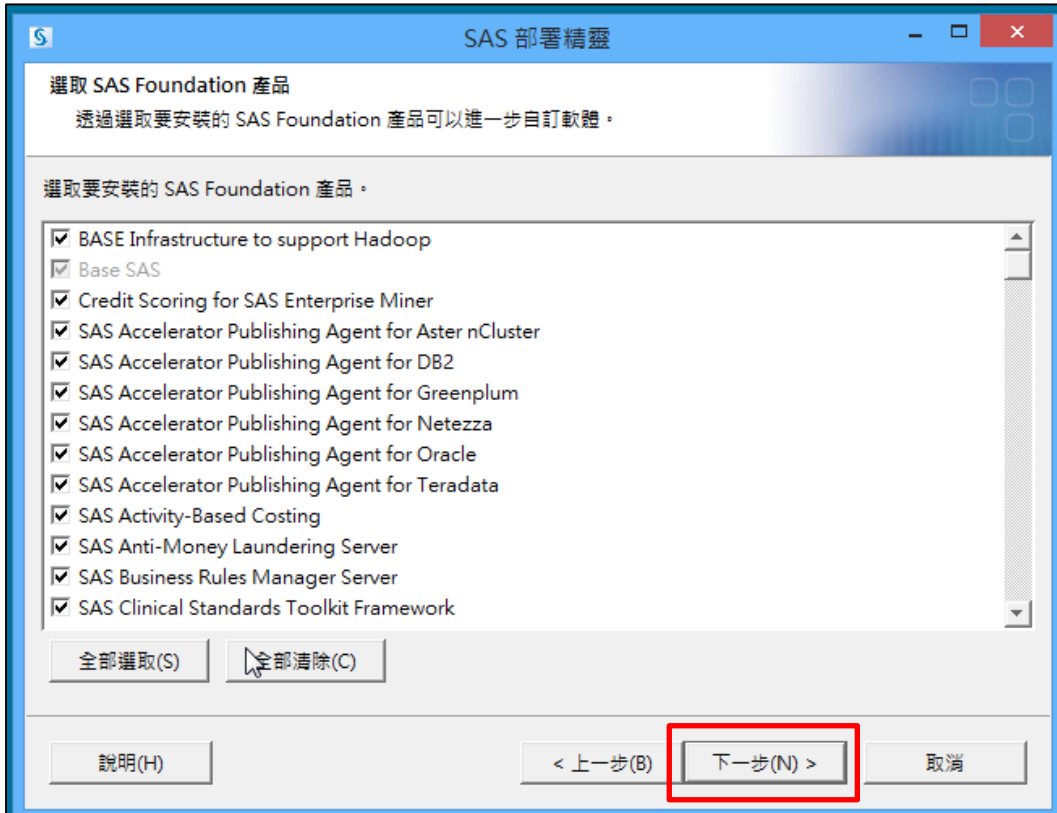 SAS 部署精靈
選取 SAS Foundation 產品
透過選取要安裝的 SAS Foundation 產品可以進一步自訂軟體。
選取要安裝的 SAS Foundation 產品。
BASE Infrastructure to support Hadoop
Base SAS
Credit Scoring for SAS Enterprise Miner
SAS Accelerator Publishing Agent for Aster nCluster
SAS Accelerator Publishing Agent for DB2
SAS Accelerator Publishing Agent for Greenplum
SAS Accelerator Publishing Agent for Netezza
SAS Accelerator Publishing Agent for Oracle
SAS Accelerator Publishing Agent for Teradata
SAS Activity-Based Costing
SAS Anti-Money Laundering Server
SAS Business Rules Manager Server
SAS Clinical Standards Toolkit Framework
全部選取(S) 全部清除(C)
說明(H) < 上一步(B) 下一步(N) > 取消